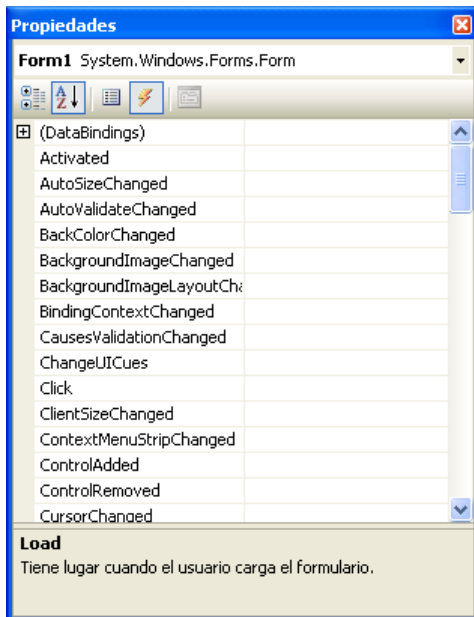 Propiedades
Form1 System.Windows.Forms.Form
A
Z
(DataBindings)
Activated
AutoSizeChanged
AutoValidateChanged
BackColorChanged
BackgroundImageChanged
BackgroundImageLayoutCha
BindingContextChanged
CausesValidationChanged
ChangeUICues
Click
ClientSizeChanged
ContextMenuStripChanged
ControlAdded
ControlRemoved
CursorChanged
Load
Tiene lugar cuando el usuario carga el formulario.